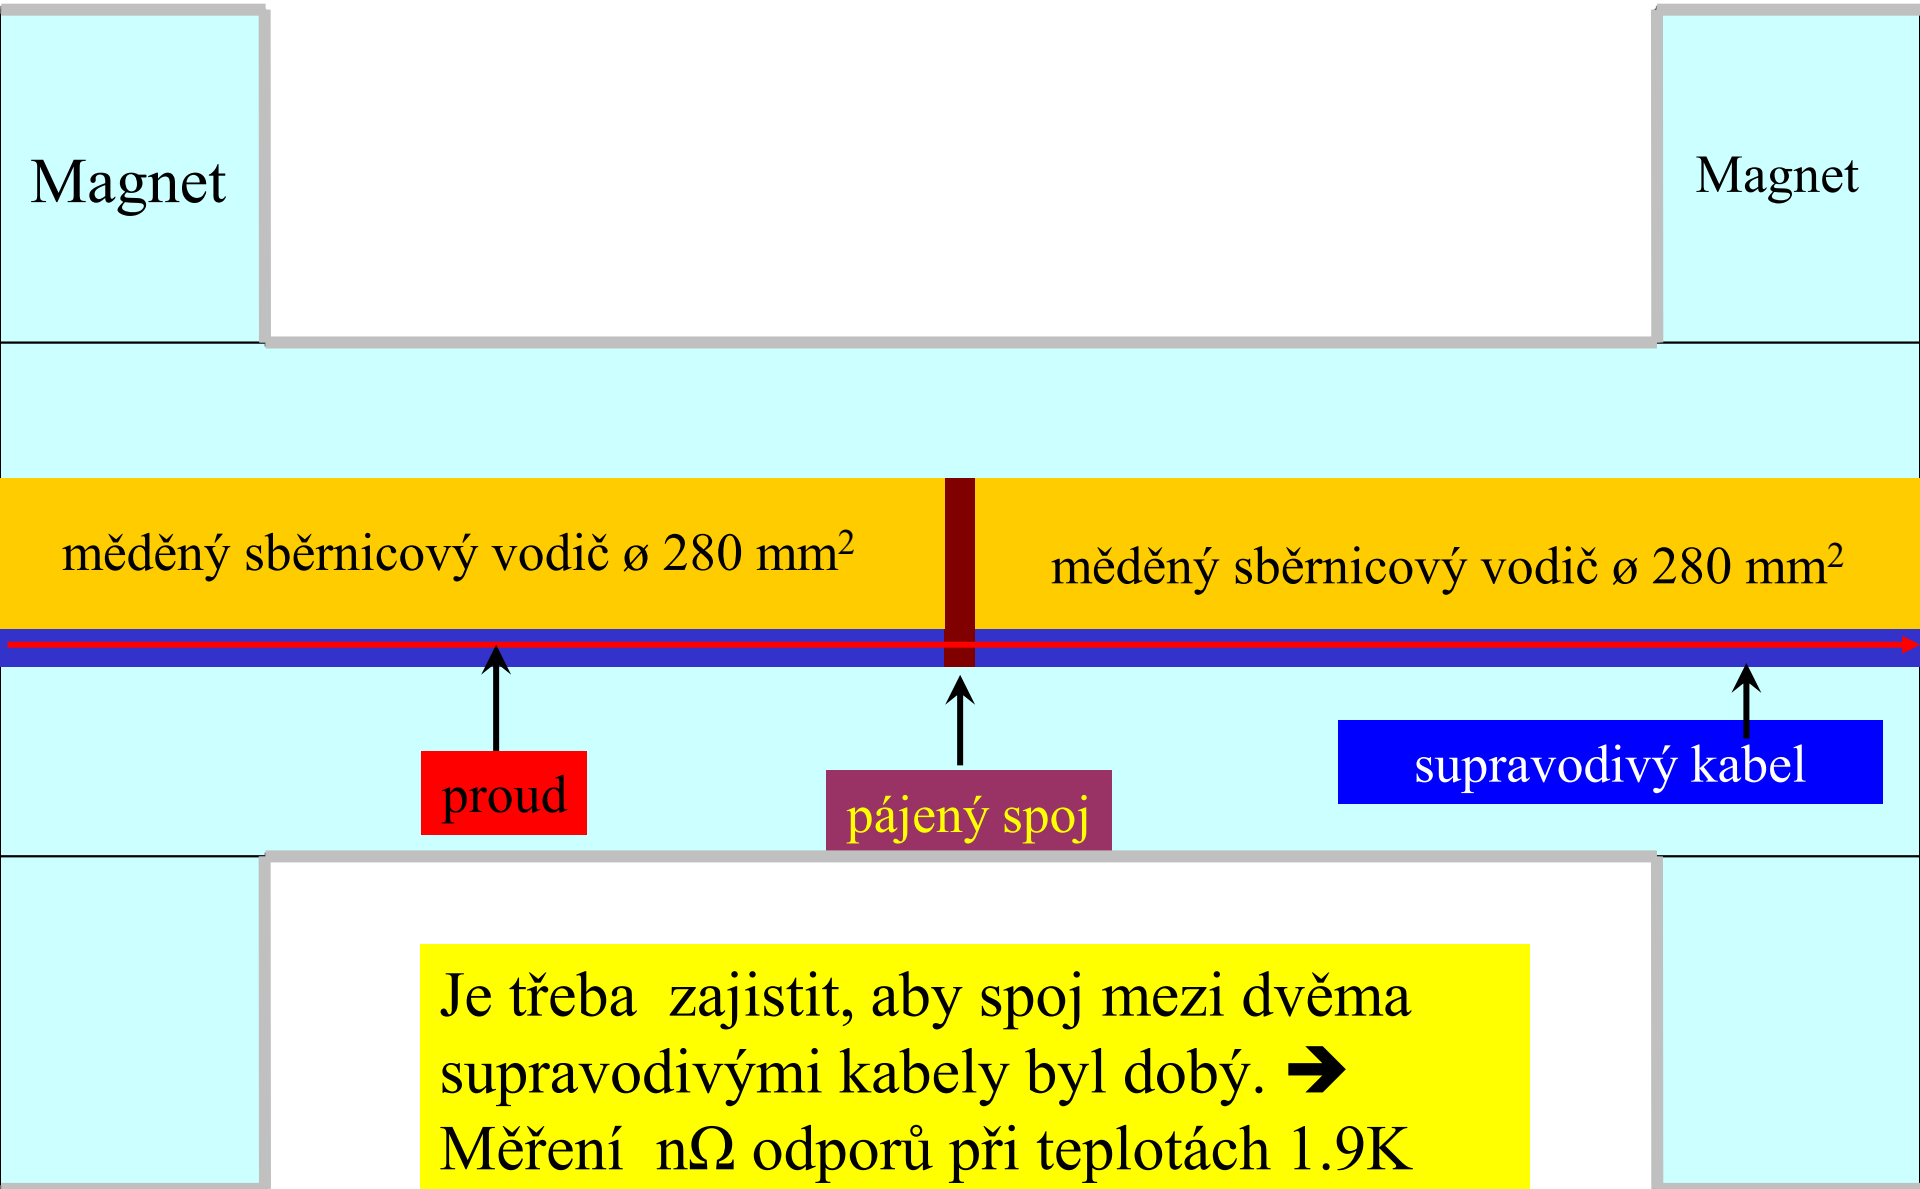 Magnet
Magnet
měděný sběrnicový vodič ø 280 mm²
měděný sběrnicový vodič ø 280 mm²
proud
pájený spoj
supravodivý kabel
Je třeba zajistit, aby spoj mezi dvěma
supravodivými kabely byl dobý. ➔
Měření nΩ odporů při teplotách 1.9K